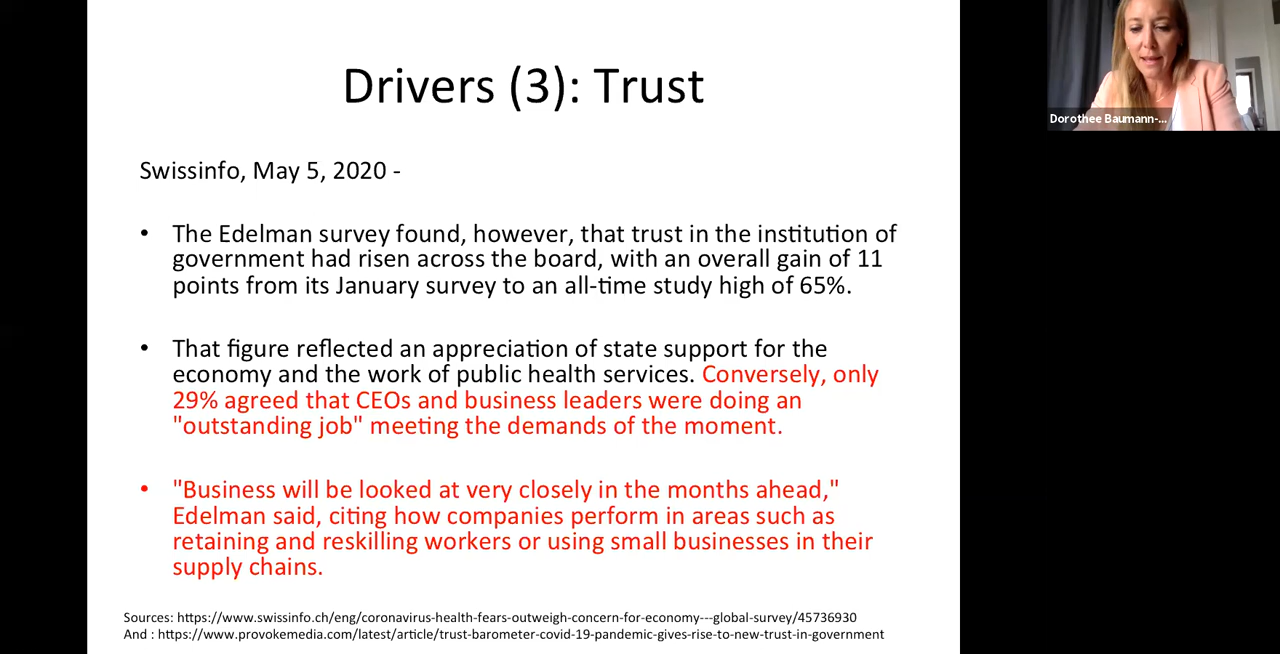 Drivers (3): Trust
Dorothee Baumann-...
Swissinfo, May 5, 2020 -
• The Edelman survey found, however, that trust in the institution of
government had risen across the board, with an overall gain of 11
points from its January survey to an all-time study high of 65%.
• That figure reflected an appreciation of state support for the
economy and the work of public health services. Conversely, only
29% agreed that CEOs and business leaders were doing an
"outstanding job" meeting the demands of the moment.
• "Business will be looked at very closely in the months ahead,"
Edelman said, citing how companies perform in areas such as
retaining and reskilling workers or using small businesses in their
supply chains.
Sources: https://www.swissinfo.ch/eng/coronavirus-health-fears-outweigh-concern-for-economy---global-survey/45736930
And : https://www.provokemedia.com/latest/article/trust-barometer-covid-19-pandemic-gives-rise-to-new-trust-in-government